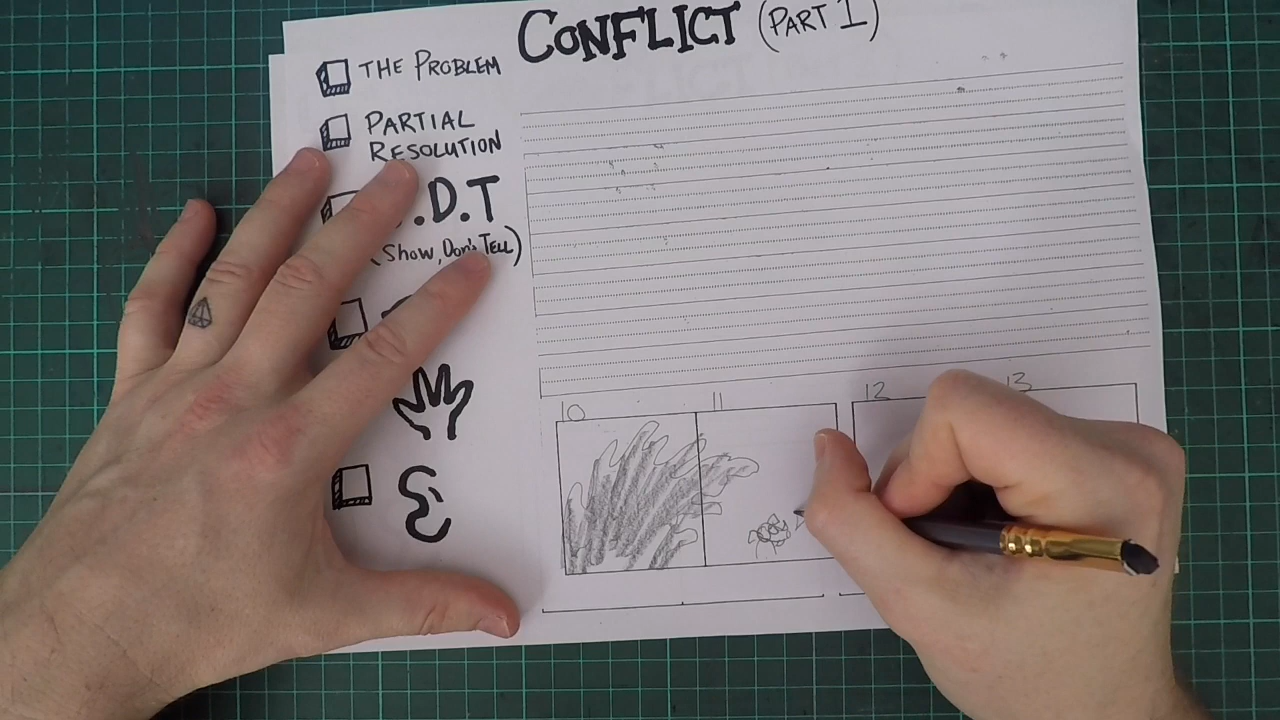 CONFLICT (PART 1)
THE PROBLEM
PARTIAL
RESOLUTION
.D.T
(Show, Don't TELL)
10
11
12
13